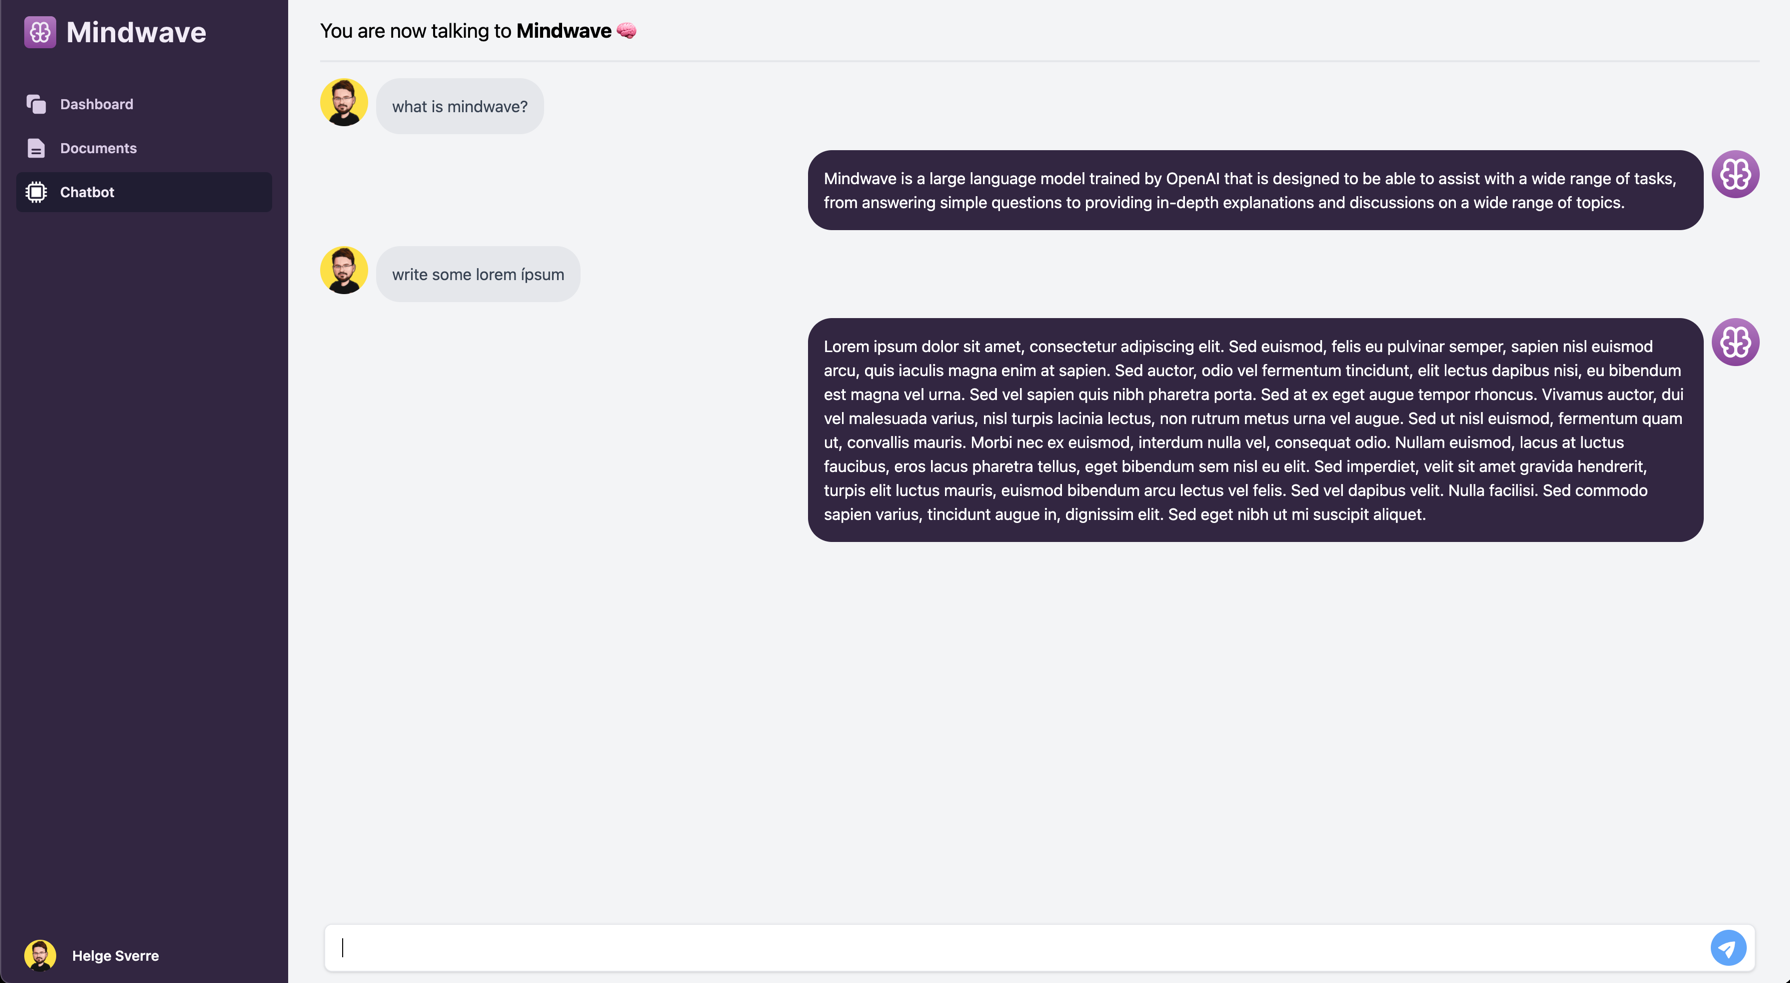 Mindwave
Dashboard
Documents
Chatbot
Helge Sverre
You are now talking to Mindwave 🧠
what is mindwave?
Mindwave is a large language model trained by OpenAI that is designed to be able to assist with a wide range of tasks,
from answering simple questions to providing in-depth explanations and discussions on a wide range of topics.
write some lorem ípsum
Lorem ipsum dolor sit amet, consectetur adipiscing elit. Sed euismod, felis eu pulvinar semper, sapien nisl euismod
arcu, quis iaculis magna enim at sapien. Sed auctor, odio vel fermentum tincidunt, elit lectus dapibus nisi, eu bibendum
est magna vel urna. Sed vel sapien quis nibh pharetra porta. Sed at ex eget augue tempor rhoncus. Vivamus auctor, dui
vel malesuada varius, nisl turpis lacinia lectus, non rutrum metus urna vel augue. Sed ut nisl euismod, fermentum quam
ut, convallis mauris. Morbi nec ex euismod, interdum nulla vel, consequat odio. Nullam euismod, lacus at luctus
faucibus, eros lacus pharetra tellus, eget bibendum sem nisl eu elit. Sed imperdiet, velit sit amet gravida hendrerit,
turpis elit luctus mauris, euismod bibendum arcu lectus vel felis. Sed vel dapibus velit. Nulla facilisi. Sed commodo
sapien varius, tincidunt augue in, dignissim elit. Sed eget nibh ut mi suscipit aliquet.